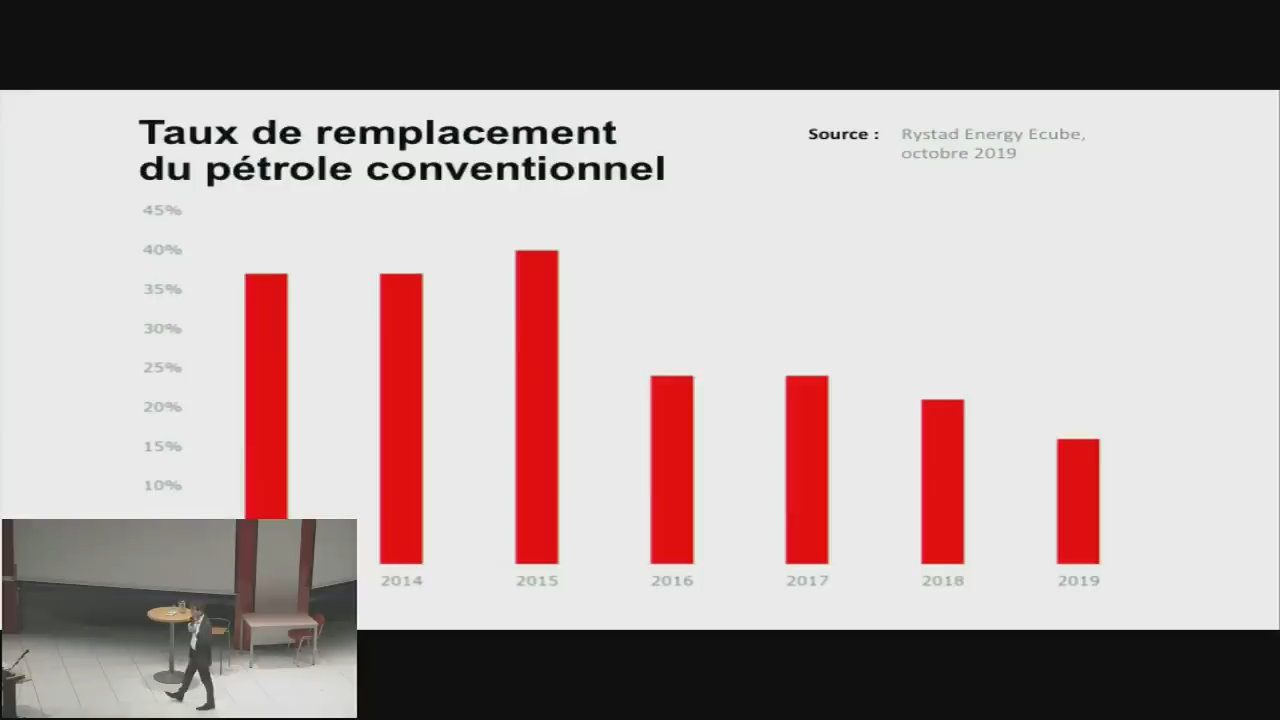 Taux de remplacement
du pétrole conventionnel
Source : Rystad Energy Ecube,
octobre 2019
45%
40%
35%
30%
25%
20%
15%
10%
2014 2015 2016 2017 2018 2019